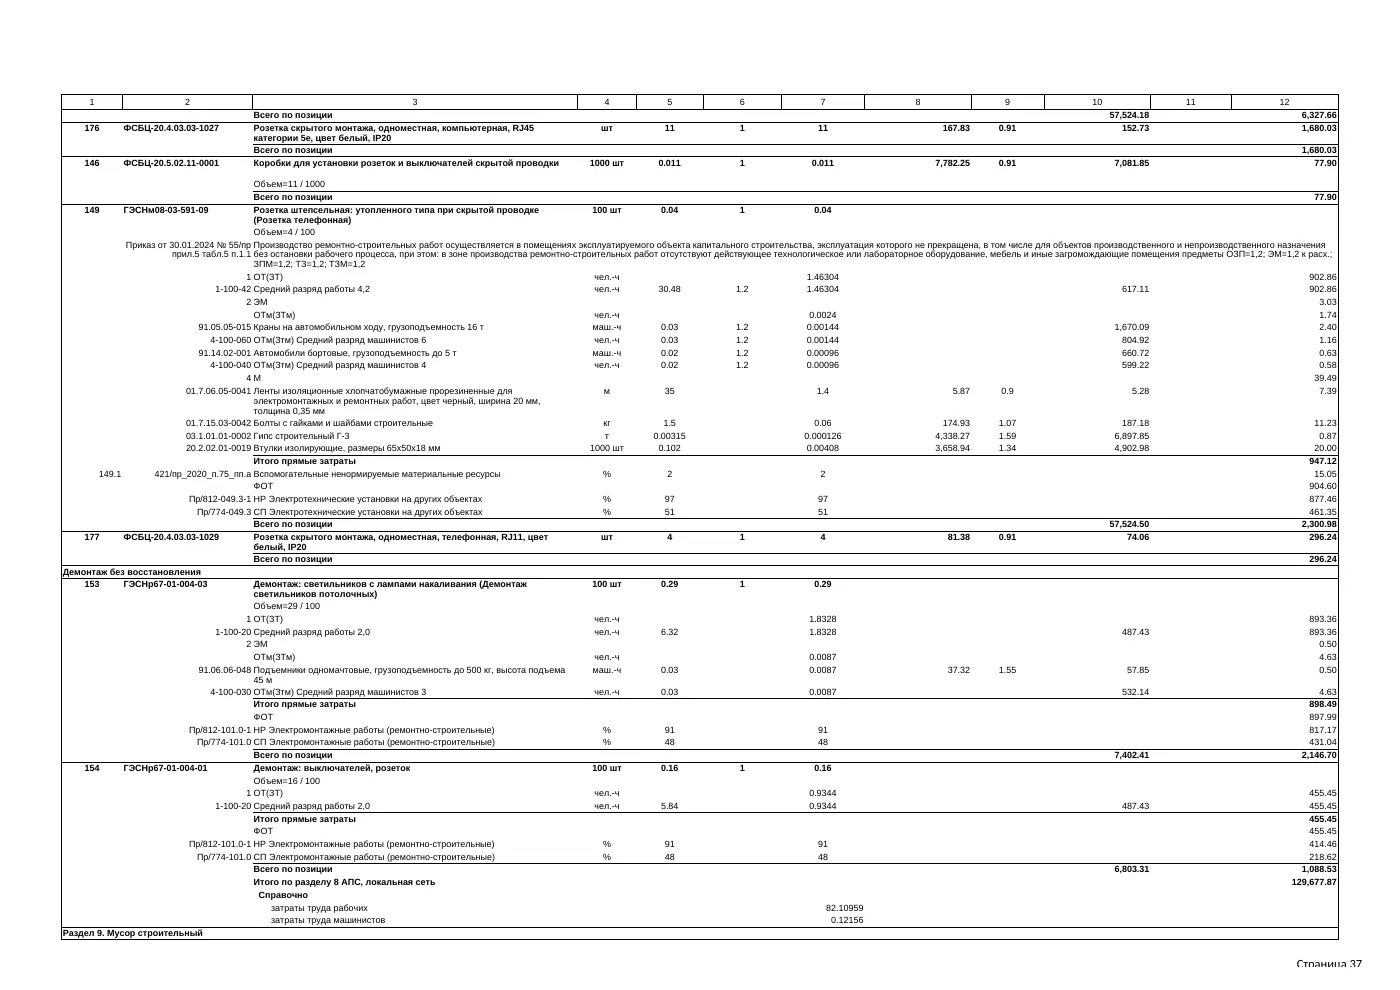 1 2 3 4 5 6 7 8 9 10 11 12
Всего по позиции 57,524.18 6,327.66
176 ФСБЦ-20.4.03.03-1027 Розетка скрытого монтажа, одноместная, компьютерная, RJ45 шт 11 1 11 167.83 0.91 152.73 1,680.03
категории 5e, цвет белый, IP20
Всего по позиции 1,680.03
146 ФСБЦ-20.5.02.11-0001 Коробки для установки розеток и выключателей скрытой проводки 1000 шт 0.011 1 0.011 7,782.25 0.91 7,081.85 77.90
Объем=11 / 1000
Всего по позиции 77.90
149 ГЭСНм08-03-591-09 Розетка штепсельная: утопленного типа при скрытой проводке 100 шт 0.04 1 0.04
(Розетка телефонная)
Объем=4 / 100
Приказ от 30.01.2024 № 55/пр Производство ремонтно-строительных работ осуществляется в помещениях эксплуатируемого объекта капитального строительства, эксплуатация которого не прекращена, в том числе для объектов производственного и непроизводственного назначения
прил.5 табл.5 п.1.1 без остановки рабочего процесса, при этом: в зоне производства ремонтно-строительных работ отсутствуют действующее технологическое или лабораторное оборудование, мебель и иные загромождающие помещения предметы ОЗП=1,2; ЭМ=1,2 к расх.;
ЗПМ=1,2; ТЗ=1,2; ТЗМ=1,2
1 ОТ(ЗТ) чел.-ч 1.46304 902.86
1-100-42 Средний разряд работы 4,2 чел.-ч 30.48 1.2 1.46304 617.11 902.86
2 ЭМ 3.03
ОТм(ЗТм) чел.-ч 0.0024 1.74
91.05.05-015 Краны на автомобильном ходу, грузоподъемность 16 т маш.-ч 0.03 1.2 0.00144 1,670.09 2.40
4-100-060 ОТм(Зтм) Средний разряд машинистов 6 чел.-ч 0.03 1.2 0.00144 804.92 1.16
91.14.02-001 Автомобили бортовые, грузоподъемность до 5 т маш.-ч 0.02 1.2 0.00096 660.72 0.63
4-100-040 ОТм(Зтм) Средний разряд машинистов 4 чел.-ч 0.02 1.2 0.00096 599.22 0.58
4 М 39.49
01.7.06.05-0041 Ленты изоляционные хлопчатобумажные прорезиненные для м 35 1.4 5.87 0.9 5.28 7.39
электромонтажных и ремонтных работ, цвет черный, ширина 20 мм,
толщина 0,35 мм
01.7.15.03-0042 Болты с гайками и шайбами строительные кг 1.5 0.06 174.93 1.07 187.18 11.23
03.1.01.01-0002 Гипс строительный Г-3 т 0.00315 0.000126 4,338.27 1.59 6,897.85 0.87
20.2.02.01-0019 Втулки изолирующие, размеры 65х50х18 мм 1000 шт 0.102 0.00408 3,658.94 1.34 4,902.98 20.00
Итого прямые затраты 947.12
149.1 421/пр_2020_п.75_пп.а Вспомогательные ненормируемые материальные ресурсы % 2 2 15.05
ФОТ 904.60
Пр/812-049.3-1 НР Электротехнические установки на других объектах % 97 97 877.46
Пр/774-049.3 СП Электротехнические установки на других объектах % 51 51 461.35
Всего по позиции 57,524.50 2,300.98
177 ФСБЦ-20.4.03.03-1029 Розетка скрытого монтажа, одноместная, телефонная, RJ11, цвет шт 4 1 4 81.38 0.91 74.06 296.24
белый, IP20
Всего по позиции 296.24
Демонтаж без восстановления
153 ГЭСНр67-01-004-03 Демонтаж: светильников с лампами накаливания (Демонтаж 100 шт 0.29 1 0.29
светильников потолочных)
Объем=29 / 100
1 ОТ(ЗТ) чел.-ч 1.8328 893.36
1-100-20 Средний разряд работы 2,0 чел.-ч 6.32 1.8328 487.43 893.36
2 ЭМ 0.50
ОТм(ЗТм) чел.-ч 0.0087 4.63
91.06.06-048 Подъемники одномачтовые, грузоподъемность до 500 кг, высота подъема маш.-ч 0.03 0.0087 37.32 1.55 57.85 0.50
45 м
4-100-030 ОТм(Зтм) Средний разряд машинистов 3 чел.-ч 0.03 0.0087 532.14 4.63
Итого прямые затраты 898.49
ФОТ 897.99
Пр/812-101.0-1 НР Электромонтажные работы (ремонтно-строительные) % 91 91 817.17
Пр/774-101.0 СП Электромонтажные работы (ремонтно-строительные) % 48 48 431.04
Всего по позиции 7,402.41 2,146.70
154 ГЭСНр67-01-004-01 Демонтаж: выключателей, розеток 100 шт 0.16 1 0.16
Объем=16 / 100
1 ОТ(ЗТ) чел.-ч 0.9344 455.45
1-100-20 Средний разряд работы 2,0 чел.-ч 5.84 0.9344 487.43 455.45
Итого прямые затраты 455.45
ФОТ 455.45
Пр/812-101.0-1 НР Электромонтажные работы (ремонтно-строительные) % 91 91 414.46
Пр/774-101.0 СП Электромонтажные работы (ремонтно-строительные) % 48 48 218.62
Всего по позиции 6,803.31 1,088.53
Итого по разделу 8 АПС, локальная сеть 129,677.87
Справочно
затраты труда рабочих 82.10959
затраты труда машинистов 0.12156
Раздел 9. Мусор строительный
Страница 37